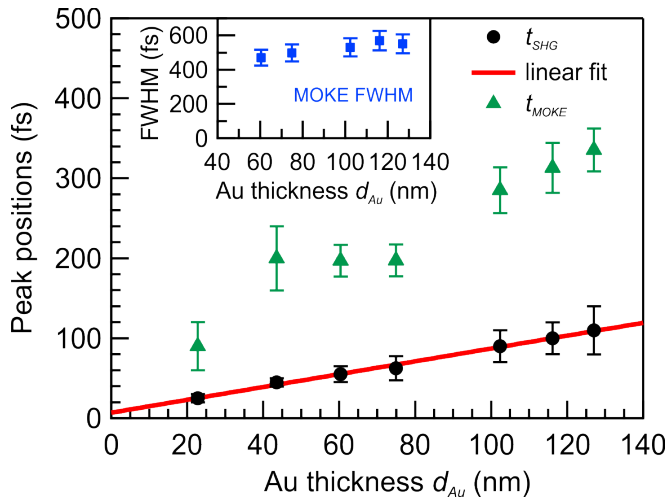 500
400
300
200
100
0
Peak positions (fs)
0 20 40 60 80 100 120 140
Au thickness d_Au (nm)
600
400
200
0
FWHM (fs)
MOKE FWHM
40 60 80 100 120 140
Au thickness d_Au (nm)
t_SHG
linear fit
t_MOKE